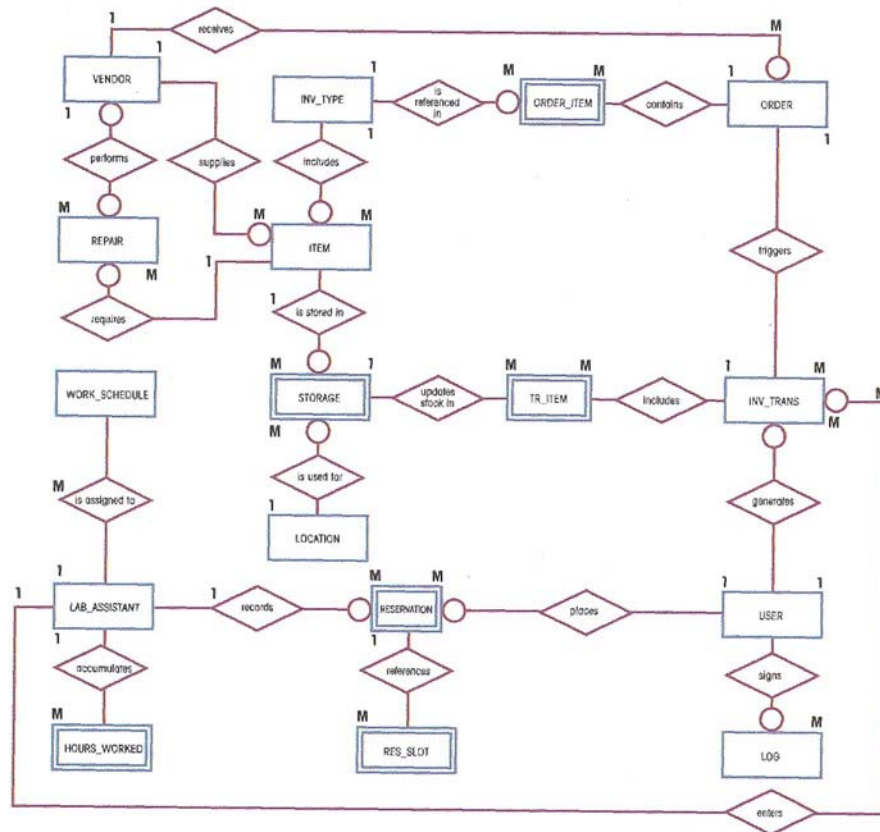 1
receives
M
VENDOR
1
INV_TYPE
1
is
referenced
in
M
ORDER_ITEM
M
contains
1
ORDER
1
1
performs
supplies
includes
1
M
REPAIR
M
M
ITEM
M
1
triggers
requires
1
is stored in
WORK_SCHEDULE
M
STORAGE
1
updates
stock in
M
TR_ITEM
M
includes
1
INV_TRANS
M
M
M
M
M
is assigned to
is used for
generates
1
LOCATION
1
LAB_ASSISTANT
1
1
records
M
RESERVATION
M
places
1
USER
1
1
accumulates
1
references
signs
M
HOURS_WORKED
M
RES_SLOT
M
LOG
enters